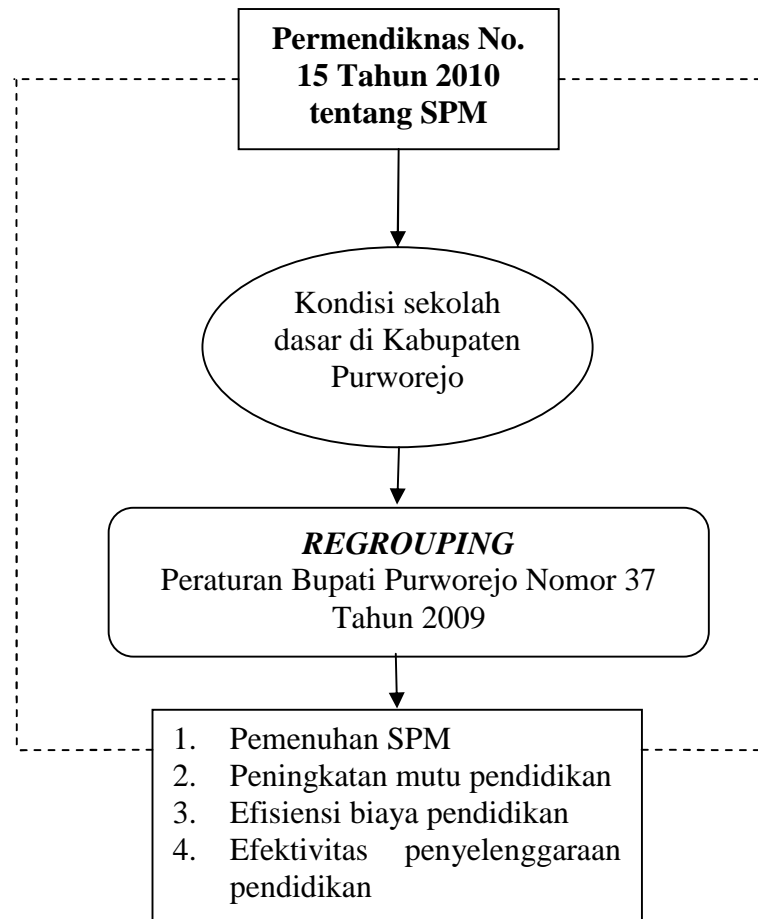 Permendiknas No.
15 Tahun 2010
tentang SPM
Kondisi sekolah
dasar di Kabupaten
Purworejo
REGROUPING
Peraturan Bupati Purworejo Nomor 37
Tahun 2009
1. Pemenuhan SPM
2. Peningkatan mutu pendidikan
3. Efisiensi biaya pendidikan
4. Efektivitas penyelenggaraan
pendidikan